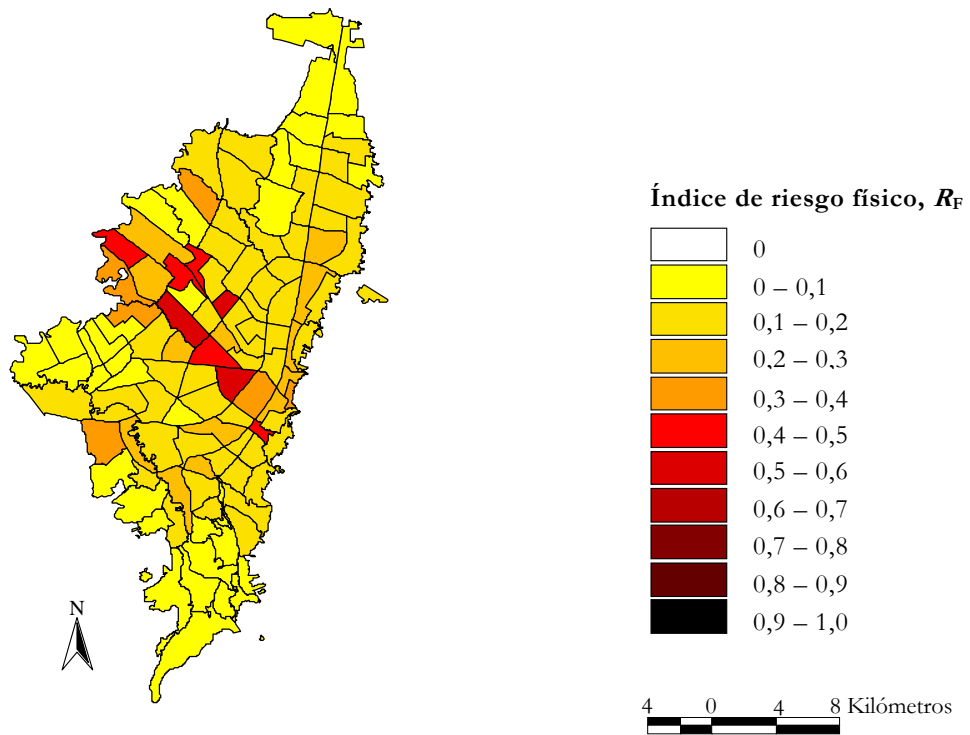 Índice de riesgo físico, RF
0
0 – 0,1
0,1 – 0,2
0,2 – 0,3
0,3 – 0,4
0,4 – 0,5
0,5 – 0,6
0,6 – 0,7
0,7 – 0,8
0,8 – 0,9
0,9 – 1,0
N
4 0 4 8 Kilómetros